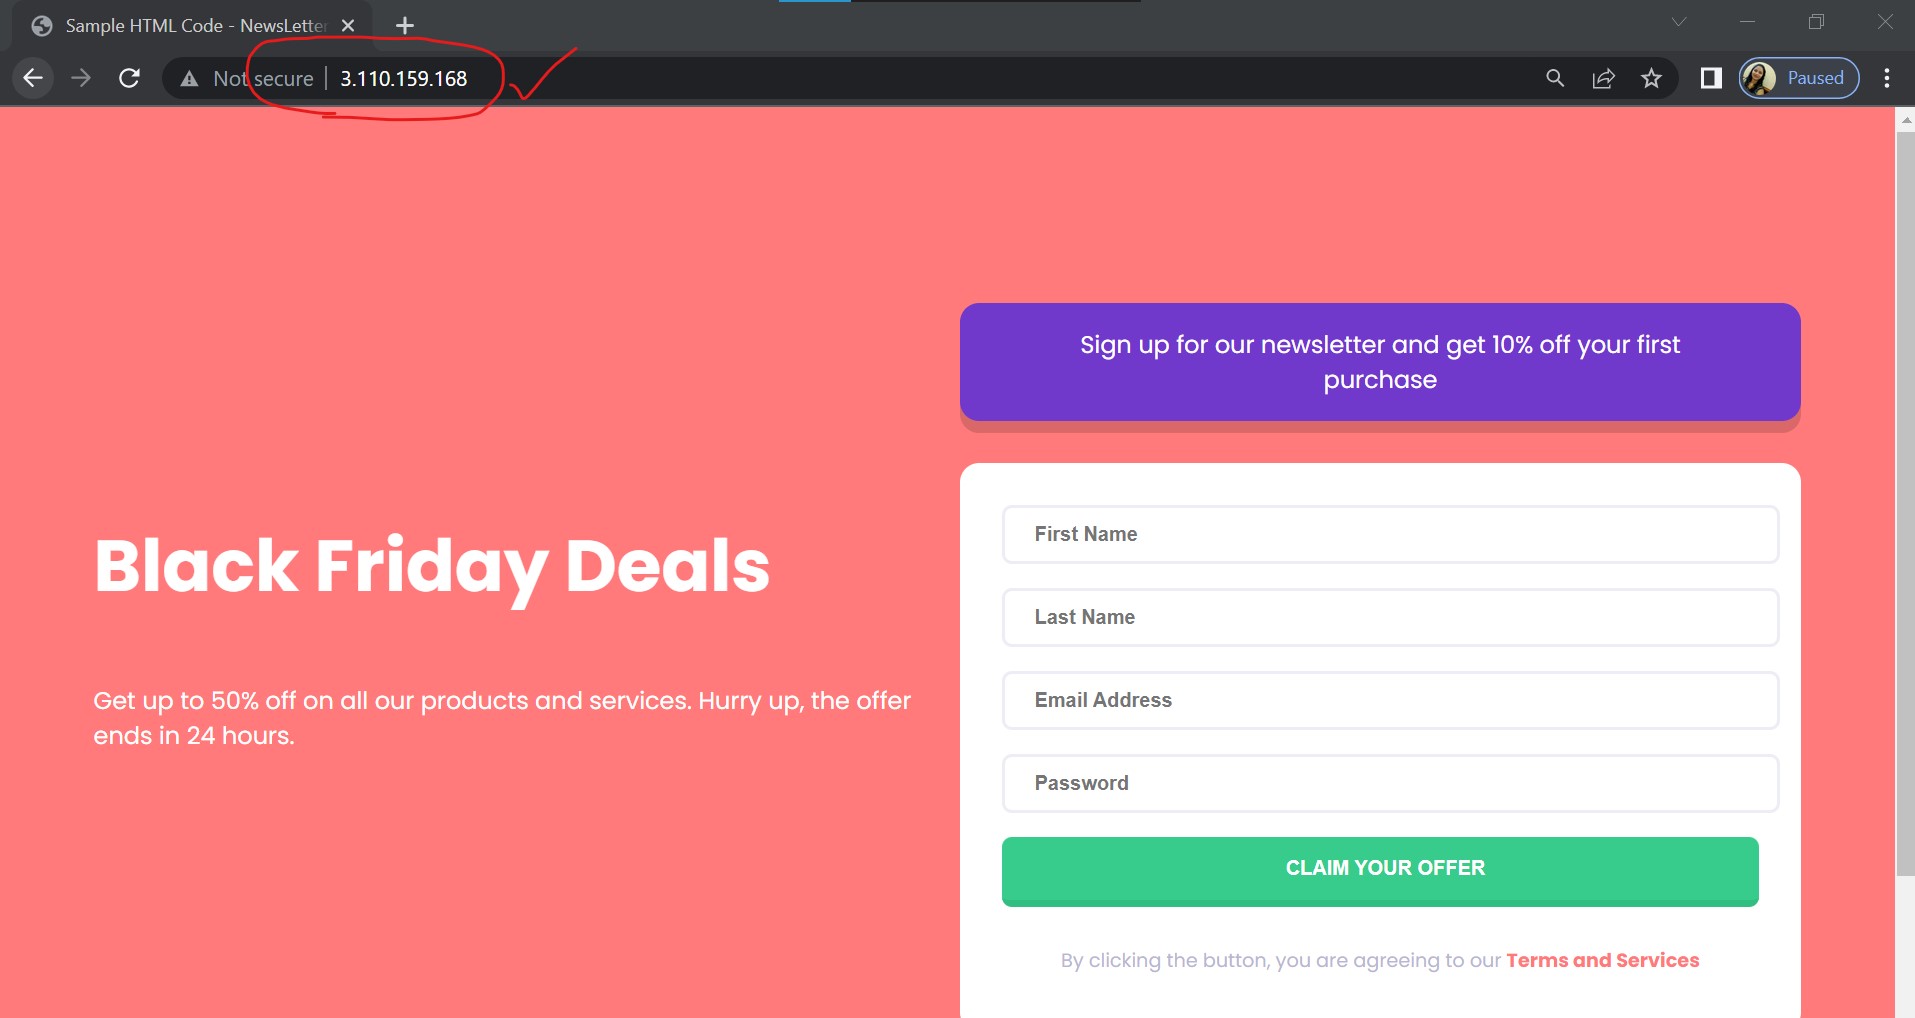 Sample HTML Code - NewsLetter
Not secure
3.110.159.168
Paused
Sign up for our newsletter and get 10% off your first
purchase
Black Friday Deals
Get up to 50% off on all our products and services. Hurry up, the offer
ends in 24 hours.
First Name
Last Name
Email Address
Password
CLAIM YOUR OFFER
By clicking the button, you are agreeing to our Terms and Services